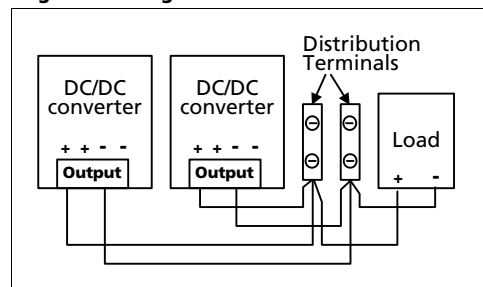 Distribution
Terminals
DC/DC
converter
+ + - -
Output
DC/DC
converter
+ + - -
Output
Load
+ -